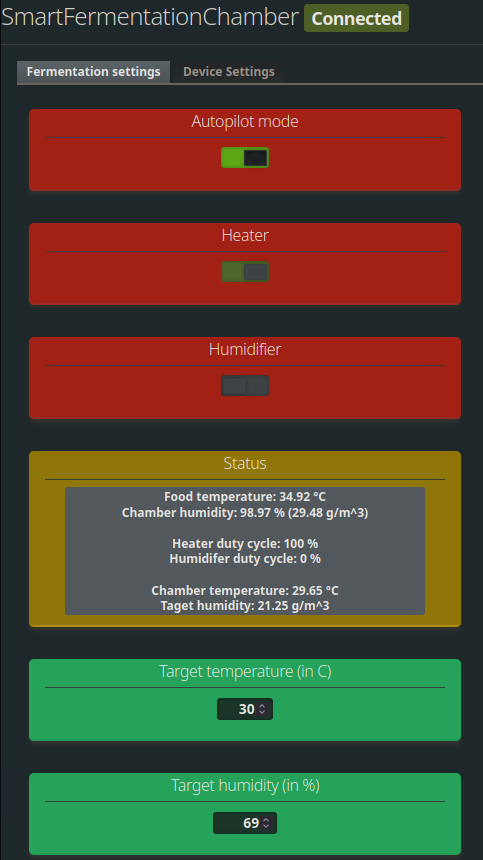 SmartFermentationChamber Connected
Fermentation settings Device Settings
Autopilot mode
Heater
Humidifier
Status
Food temperature: 34.92 °C
Chamber humidity: 98.97 % (29.48 g/m^3)
Heater duty cycle: 100 %
Humidifer duty cycle: 0 %
Chamber temperature: 29.65 °C
Taget humidity: 21.25 g/m^3
Target temperature (in C)
30
Target humidity (in %)
69